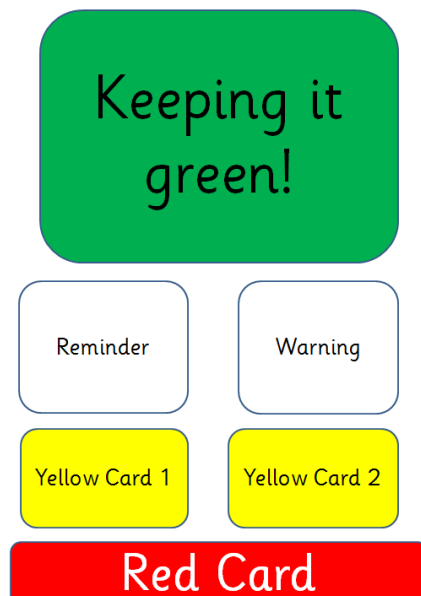 Keeping it
green!
Reminder
Warning
Yellow Card 1
Yellow Card 2
Red Card